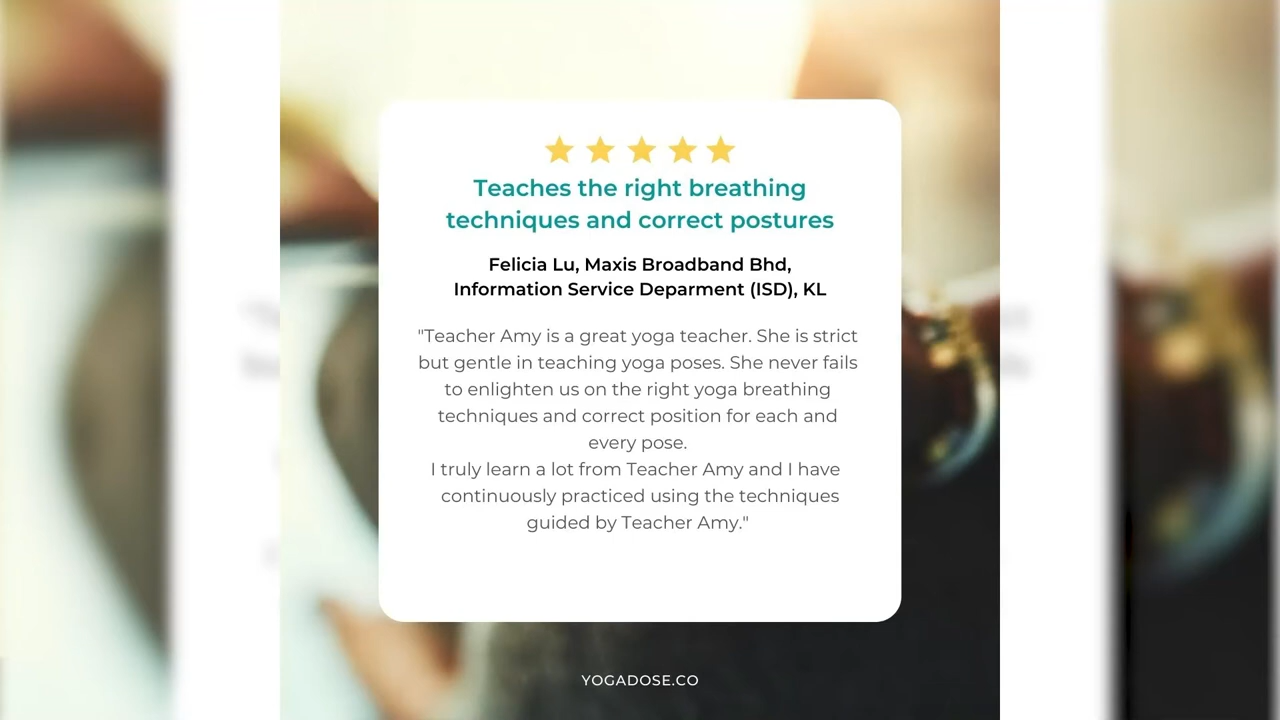 Teaches the right breathing
techniques and correct postures
Felicia Lu, Maxis Broadband Bhd,
Information Service Deparment (ISD), KL
"Teacher Amy is a great yoga teacher. She is strict
but gentle in teaching yoga poses. She never fails
to enlighten us on the right yoga breathing
techniques and correct position for each and
every pose.
I truly learn a lot from Teacher Amy and I have
continuously practiced using the techniques
guided by Teacher Amy."
YOGADOSE.CO